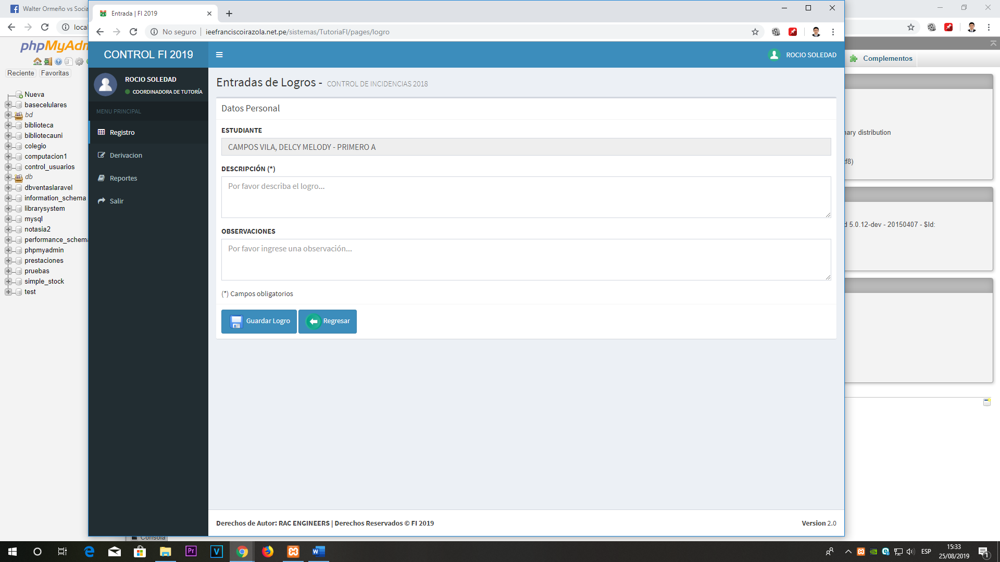 Walter Ormeño vs Socia
Entrada | FI 2019
No seguro
ieefranciscoirazola.net.pe/sistemas/TutoriaFI/pages/logro
local
phpMyAdm
Reciente
Favoritas
Nueva
basecelulares
bd
biblioteca
bibliotecauni
colegio
computacion1
control_usuarios
db
dbventaslaravel
information_schema
librarysystem
mysql
notasia2
performance_schema
phpmyadmin
prestaciones
pruebas
simple_stock
test
CONTROL FI 2019
ROCIO SOLEDAD
ROCIO SOLEDAD
COORDINADORA DE TUTORÍA
MENU PRINCIPAL
Registro
Derivacion
Reportes
Salir
Entradas de Logros - CONTROL DE INCIDENCIAS 2018
Datos Personal
ESTUDIANTE
CAMPOS VILA, DELCY MELODY - PRIMERO A
DESCRIPCIÓN (*)
Por favor describa el logro...
OBSERVACIONES
Por favor ingrese una observación...
(*) Campos obligatorios
Guardar Logro
Regresar
Derechos de Autor: RAC ENGINEERS | Derechos Reservados © FI 2019
Version 2.0
Complementos
nary distribution
f8)
d 5.0.12-dev - 20150407 - $Id:
Consola
Pr
V
ESP
15:33
25/08/2019
1